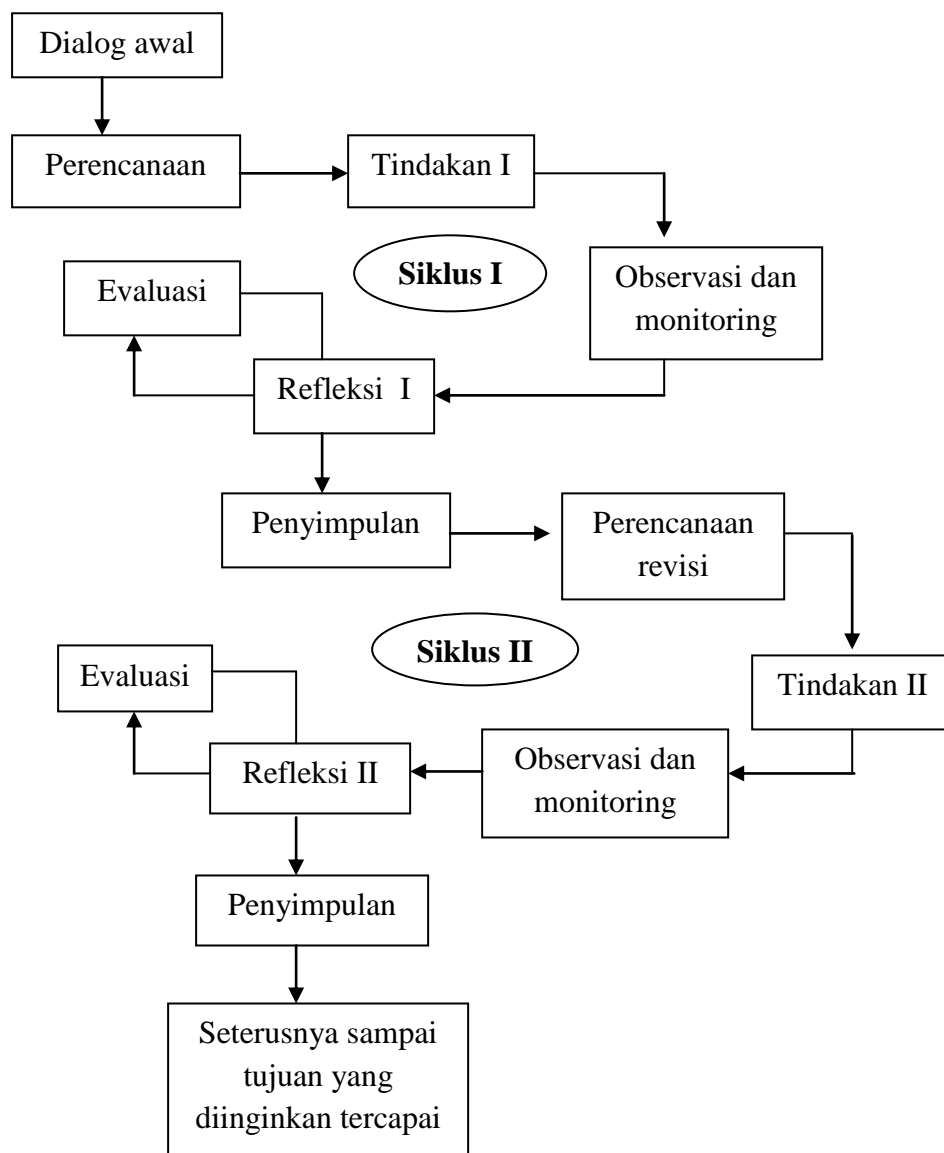 Dialog awal
Perencanaan
Tindakan I
Siklus I
Observasi dan
monitoring
Evaluasi
Refleksi I
Penyimpulan
Perencanaan
revisi
Siklus II
Tindakan II
Evaluasi
Observasi dan
monitoring
Refleksi II
Penyimpulan
Seterusnya sampai
tujuan yang
diinginkan tercapai